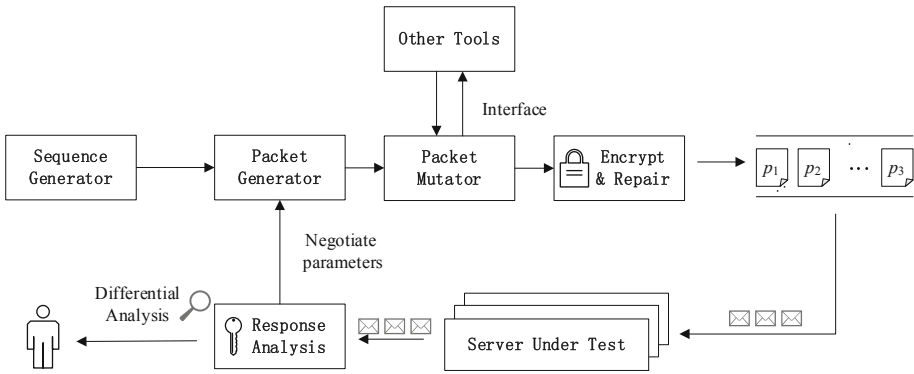 Other Tools
Interface
Sequence
Generator
Packet
Generator
Packet
Mutator
Encrypt
& Repair
p1 p2 ... p3
Negotiate
parameters
Differential
Analysis
Response
Analysis
Server Under Test